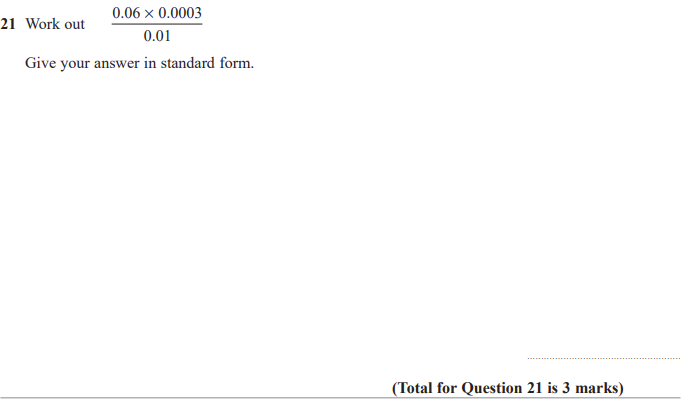 21 Work out 0.06 × 0.0003
0.01
Give your answer in standard form.
(Total for Question 21 is 3 marks)